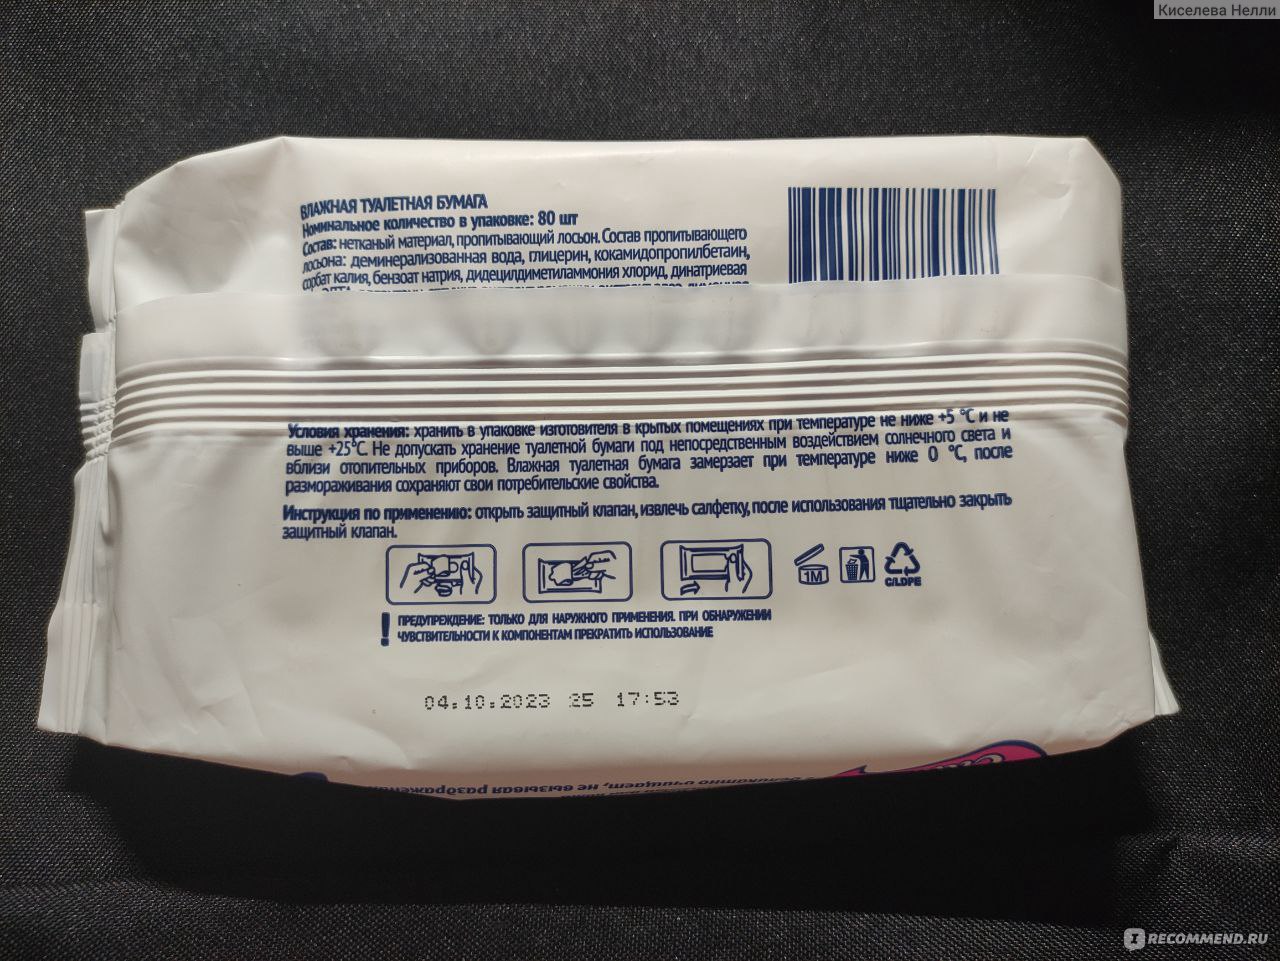 Киселева Нелли
ВЛАЖНАЯ ТУАЛЕТНАЯ БУМАГА
Номинальное количество в упаковке: 80 шт
Состав: нетканый материал, пропитывающий лосьон. Состав пропитывающего
лосьона: деминерализованная вода, глицерин, кокамидопропилбетаин,
сорбат калия, бензоат натрия, дидецилдиметиламмония хлорид, динатриевая
Условия хранения: хранить в упаковке изготовителя в крытых помещениях при температуре не ниже +5 °C и не
выше +25°C. Не допускать хранение туалетной бумаги под непосредственным воздействием солнечного света и
вблизи отопительных приборов. Влажная туалетная бумага замерзает при температуре ниже 0 °C, после
размораживания сохраняют свои потребительские свойства.
Инструкция по применению: открыть защитный клапан, извлечь салфетку, после использования тщательно закрыть
защитный клапан.
1M
C/LDPE
! ПРЕДУПРЕЖДЕНИЕ: ТОЛЬКО ДЛЯ НАРУЖНОГО ПРИМЕНЕНИЯ. ПРИ ОБНАРУЖЕНИИ
ЧУВСТВИТЕЛЬНОСТИ К КОМПОНЕНТАМ ПРЕКРАТИТЬ ИСПОЛЬЗОВАНИЕ
04.10.2023 25 17:53
очищает, не вызывая
IRECOMMEND.RU